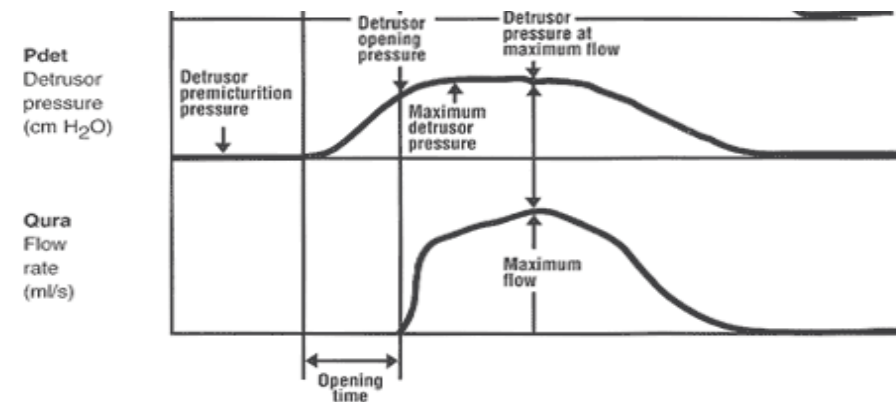 Pdet
Detrusor
pressure
(cm H2O)
Detrusor
premicturition
pressure
Detrusor
opening
pressure
Maximum
detrusor
pressure
Detrusor
pressure at
maximum flow
Qura
Flow
rate
(ml/s)
Maximum
flow
Opening
time